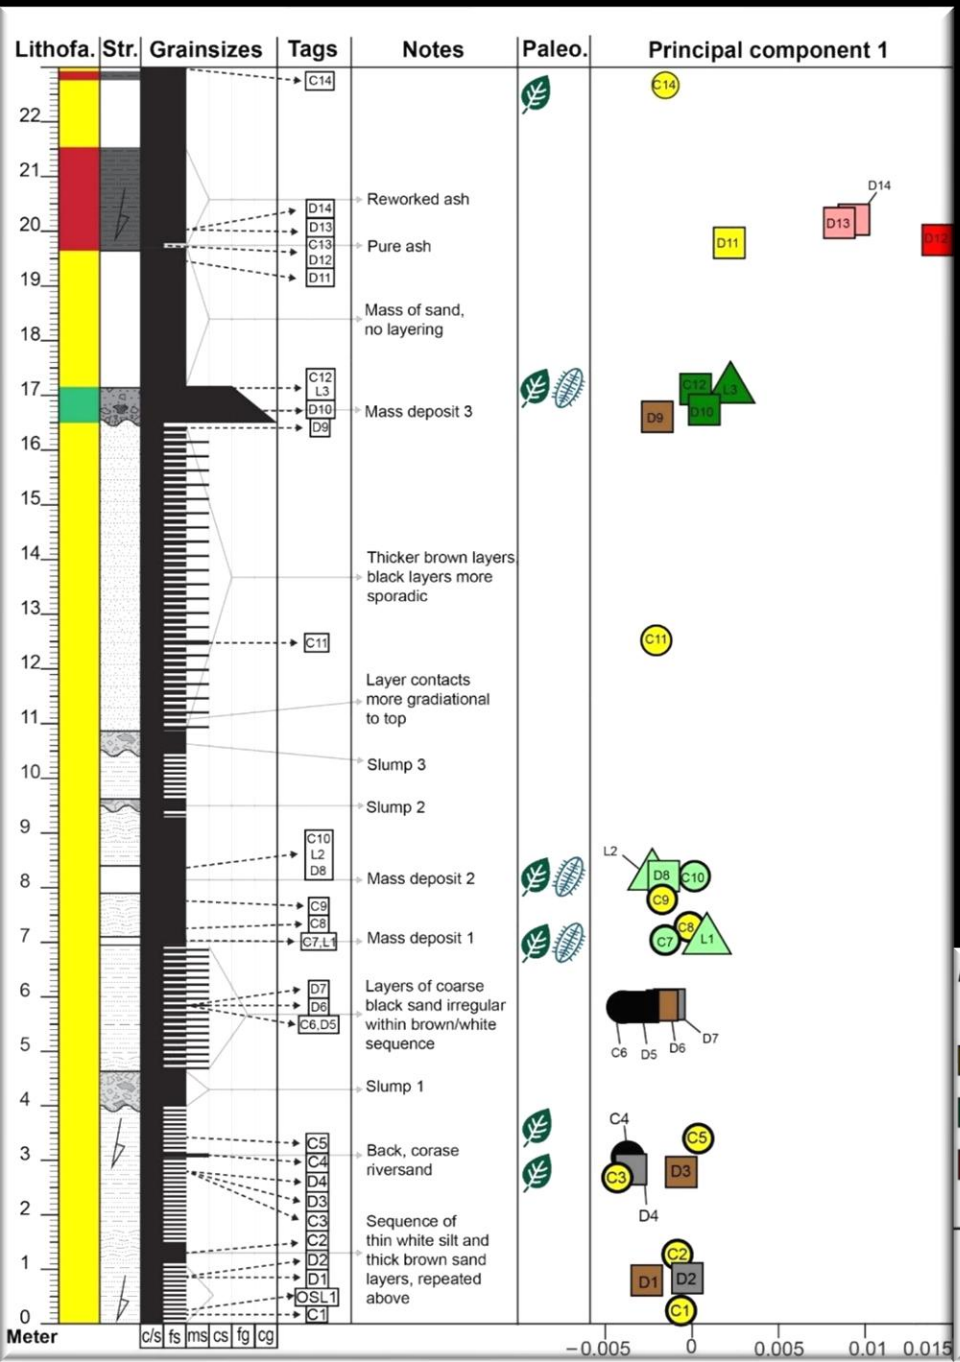 Lithofa. Str. Grainsizes Tags Notes Paleo. Principal component 1
C14
C14
22
21
Reworked ash
D14
D14
D13
D13
20
C13
Pure ash
D12
D11
D12
D11
19
Mass of sand,
no layering
18
C12
L3
17
C12
L3
D10
Mass deposit 3
D10
D9
D9
16
15
14
Thicker brown layers,
black layers more
sporadic
13
C11
C11
12
Layer contacts
more gradiational
to top
11
Slump 3
10
Slump 2
9
C10
L2
D8
L2
D8
C10
8
Mass deposit 2
C9
C9
C8
C8
7
C7,L1
Mass deposit 1
C7
L1
D7
Layers of coarse
6
D6
black sand irregular
C6,D5
within brown/white
sequence
C6
D5
D6
D7
5
Slump 1
4
C4
C5
C5
Back, corase
riversand
3
C4
D4
D3
C3
D3
C3
D4
2
Sequence of
thin white silt and
thick brown sand
layers, repeated
above
C2
D2
D1
OSL1
C1
C2
1
D1
D2
C1
0
Meter
c/s fs ms cs fg cg
−0.005 0 0.005 0.01 0.015